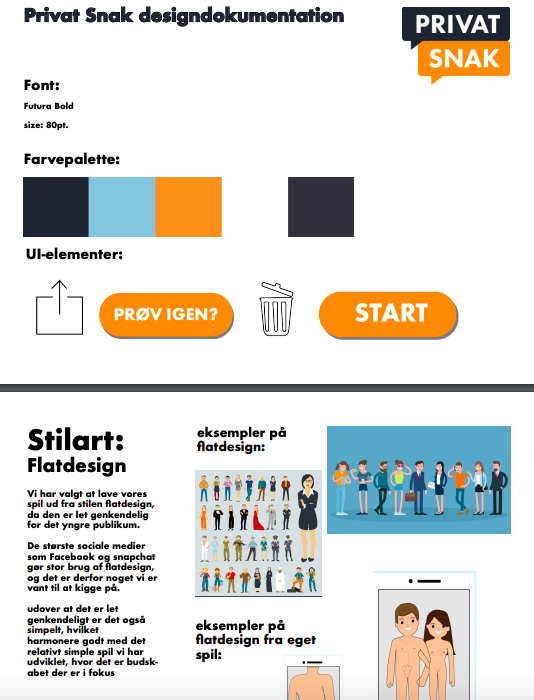 Privat Snak designdokumentation
PRIVAT
SNAK
Font:
Futura Bold
size: 80pt.
Farvepalette:
UI-elementer:
PRØV IGEN?
START
Stilart:
Flatdesign
Vi har valgt at lave vores
spil ud fra stilen flatdesign,
da den er let genkendelig
for det yngre publikum.
De største sociale medier
som Facebook og snapchat
gør stor brug af flatdesign,
og det er derfor noget vi er
vant til at kigge på.
udover at det er let
genkendeligt er det også
simpelt, hvilket
harmonere godt med det
relativt simple spil vi har
udviklet, hvor det er budsk-
abet der er i fokus
eksempler på
flatdesign:
eksempler på
flatdesign fra eget
spil: